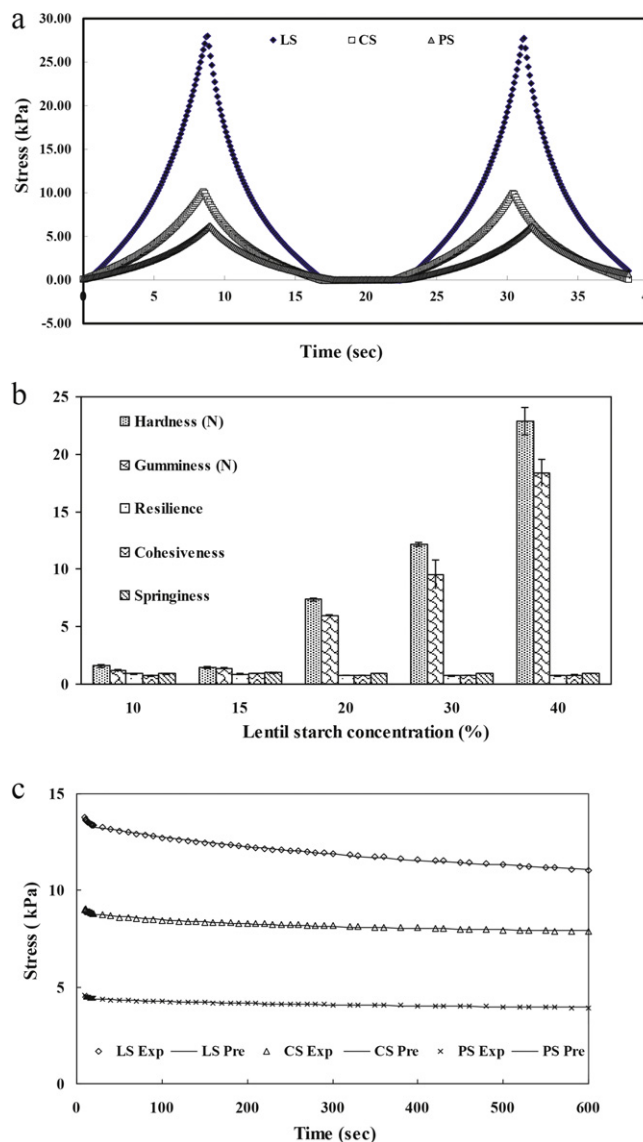 a
30.00
LS CS PS
25.00
20.00
15.00
10.00
5.00
0.00
-5.00
Stress (kPa)
0 5 10 15 20 25 30 35 4
Time (sec)
b
25
20
15
10
5
0
Hardness (N)
Gumminess (N)
Resilience
Cohesiveness
Springiness
10 15 20 30 40
Lentil starch concentration (%)
c
15
10
5
0
Stress ( kPa)
LS Exp LS Pre CS Exp CS Pre PS Exp PS Pre
0 100 200 300 400 500 600
Time (sec)